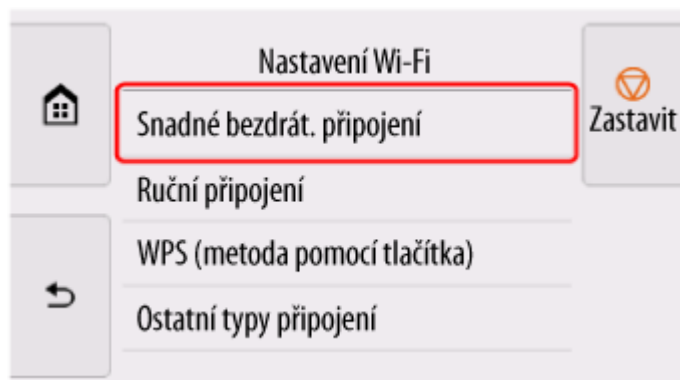 Nastavení Wi-Fi
Snadné bezdrát. připojení
Zastavit
Ruční připojení
WPS (metoda pomocí tlačítka)
Ostatní typy připojení